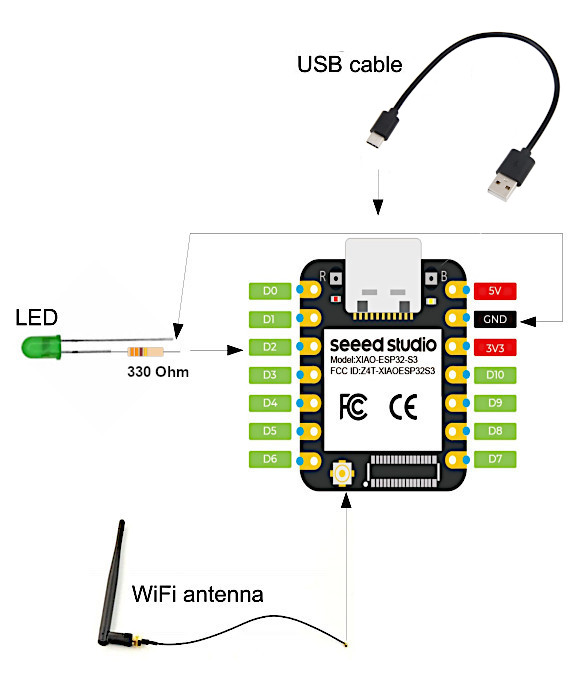 USB cable
R
B
D0
5V
D1
GND
LED
D2
3V3
330 Ohm
seeed studio
Model:XIAO-ESP32-S3
FCC ID:Z4T-XIAOESP32S3
D3
D10
D4
D9
FC CE
D5
D8
D6
D7
WiFi antenna